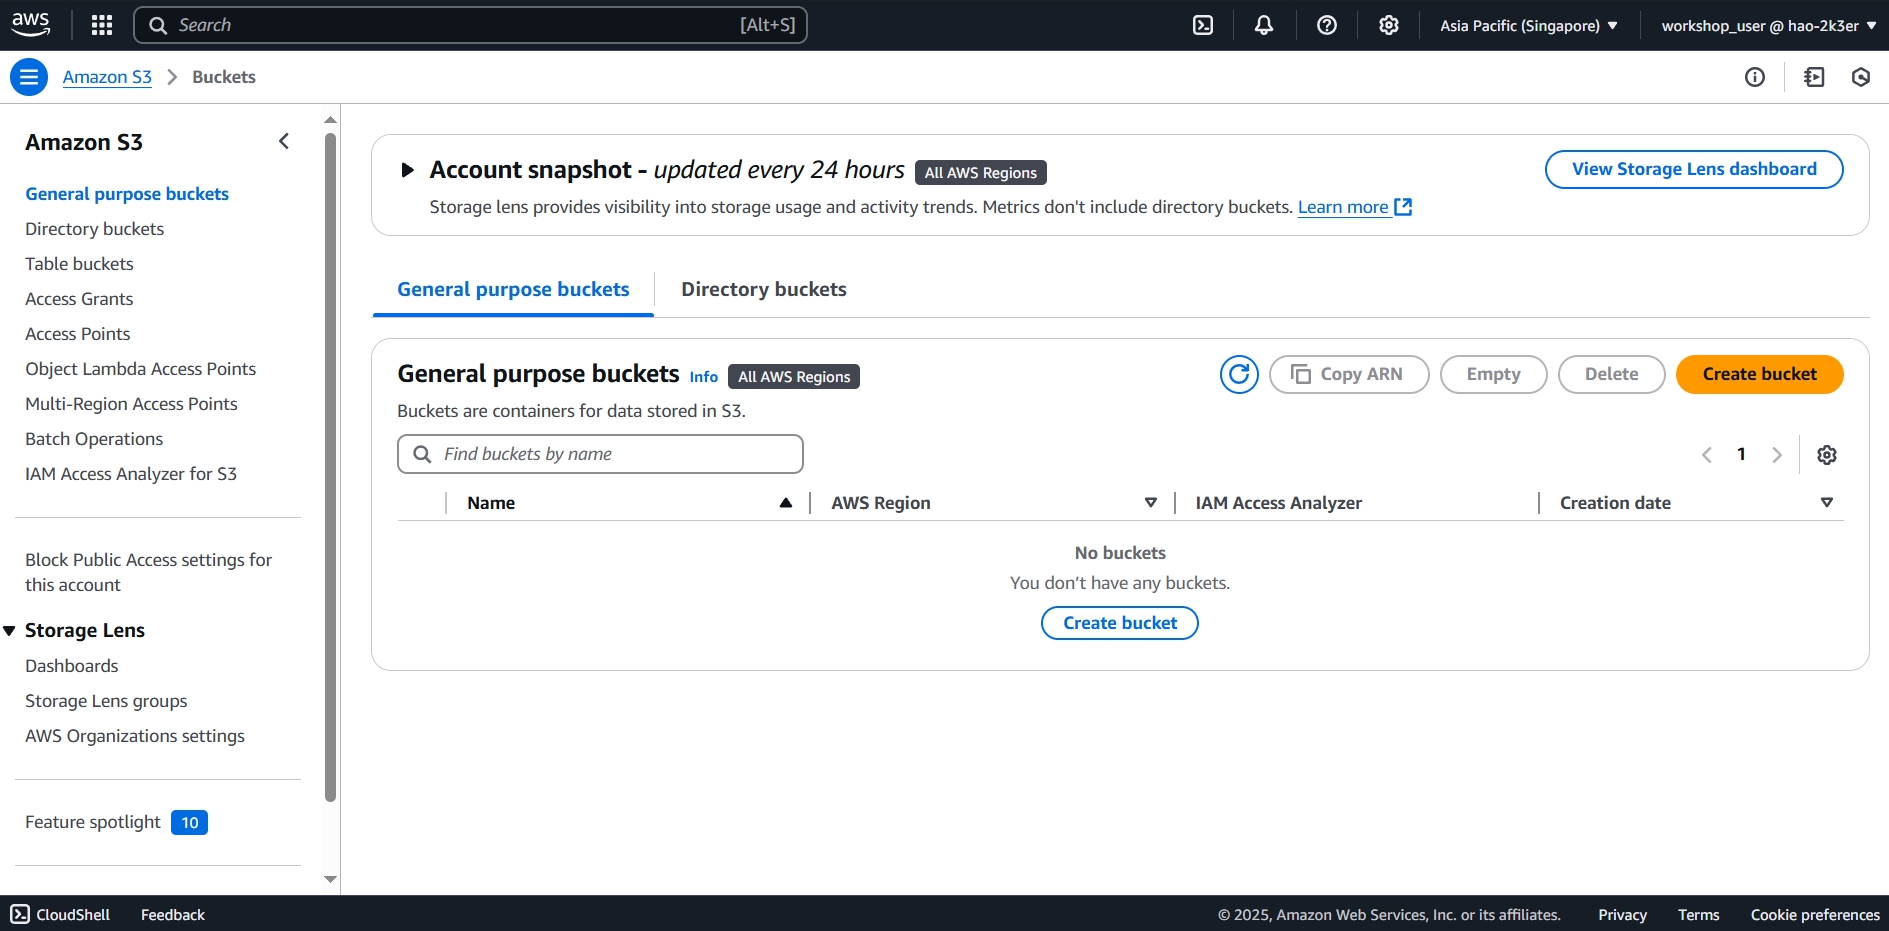 aws
Search [Alt+S]
Asia Pacific (Singapore)
workshop_user @ hao-2k3er
Amazon S3 > Buckets
Amazon S3
General purpose buckets
Directory buckets
Table buckets
Access Grants
Access Points
Object Lambda Access Points
Multi-Region Access Points
Batch Operations
IAM Access Analyzer for S3
Block Public Access settings for
this account
Storage Lens
Dashboards
Storage Lens groups
AWS Organizations settings
Feature spotlight 10
Account snapshot - updated every 24 hours All AWS Regions
View Storage Lens dashboard
Storage lens provides visibility into storage usage and activity trends. Metrics don't include directory buckets. Learn more
General purpose buckets
Directory buckets
General purpose buckets Info All AWS Regions
Copy ARN
Empty
Delete
Create bucket
Buckets are containers for data stored in S3.
Find buckets by name
1
Name
AWS Region
IAM Access Analyzer
Creation date
No buckets
You don’t have any buckets.
Create bucket
CloudShell
Feedback
© 2025, Amazon Web Services, Inc. or its affiliates.
Privacy
Terms
Cookie preferences